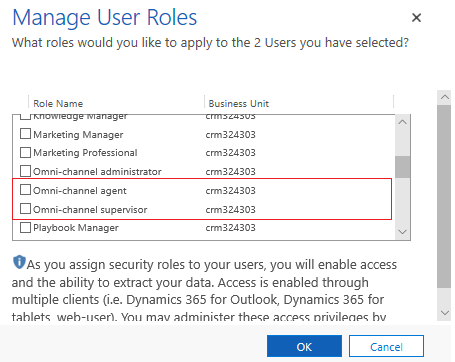 Manage User Roles
What roles would you like to apply to the 2 Users you have selected?
Role Name Business Unit
Knowledge Manager crm324303
Marketing Manager crm324303
Marketing Professional crm324303
Omni-channel administrator crm324303
Omni-channel agent crm324303
Omni-channel supervisor crm324303
Playbook Manager crm324303
As you assign security roles to your users, you will enable access
and the ability to extract your data. Access is enabled through
multiple clients (i.e. Dynamics 365 for Outlook, Dynamics 365 for
tablets, web-user). You may administer these access privileges by
OK Cancel